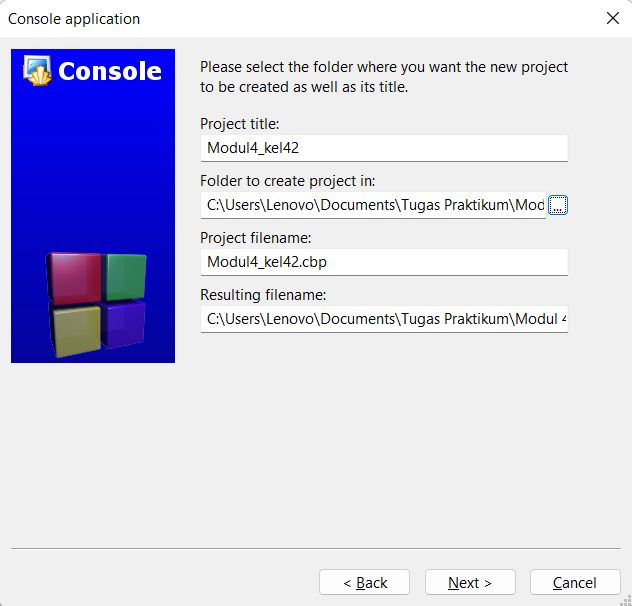 Console application
Console
Please select the folder where you want the new project
to be created as well as its title.
Project title:
Modul4_kel42
Folder to create project in:
C:\Users\Lenovo\Documents\Tugas Praktikum\Mod
...
Project filename:
Modul4_kel42.cbp
Resulting filename:
C:\Users\Lenovo\Documents\Tugas Praktikum\Modul 4
< Back
Next >
Cancel